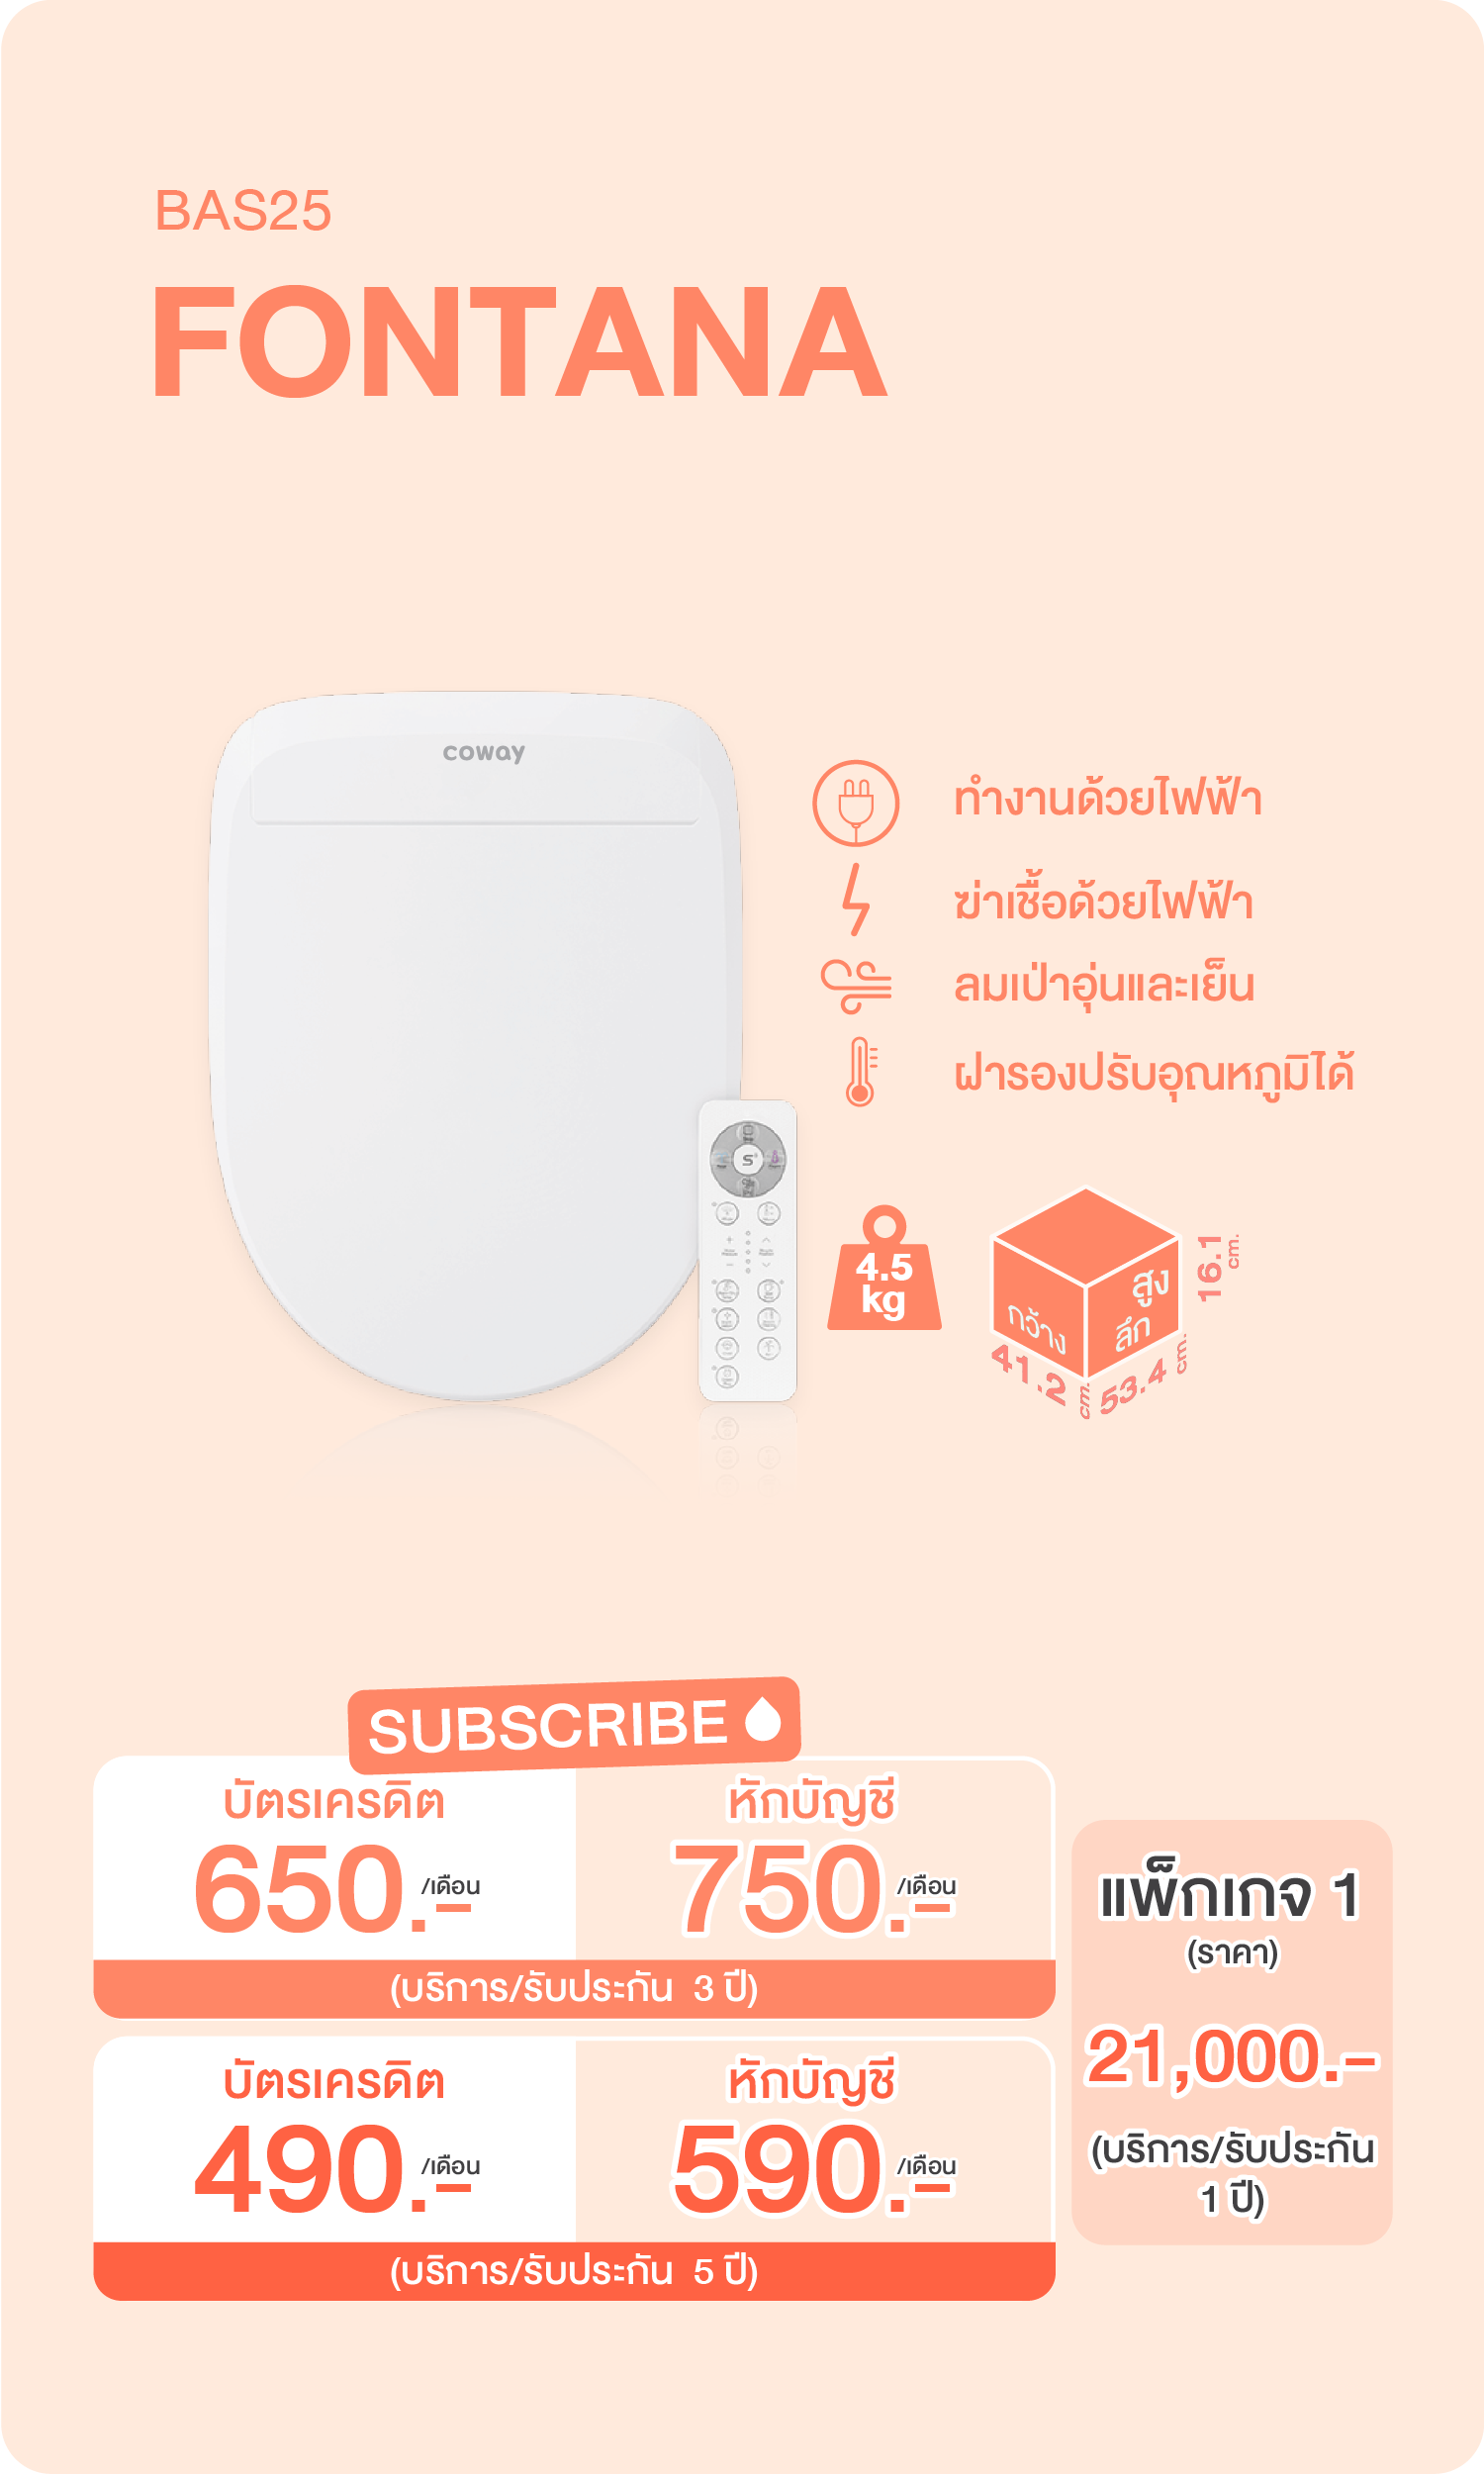 BAS25
FONTANA
coway
ทำงานด้วยไฟฟ้า
ฆ่าเชื้อด้วยไฟฟ้า
ลมเป่าอุ่นและเย็น
ฝารองปรับอุณหภูมิได้
S
4.5
kg
กว้าง
41.2 cm.
ลึก
53.4 cm.
สูง
16.1 cm.
SUBSCRIBE
บัตรเครดิต
650.- /เดือน
หักบัญชี
750.- /เดือน
(บริการ/รับประกัน 3 ปี)
บัตรเครดิต
490.- /เดือน
หักบัญชี
590.- /เดือน
(บริการ/รับประกัน 5 ปี)
แพ็กเกจ 1
(ราคา)
21,000.-
(บริการ/รับประกัน
1 ปี)